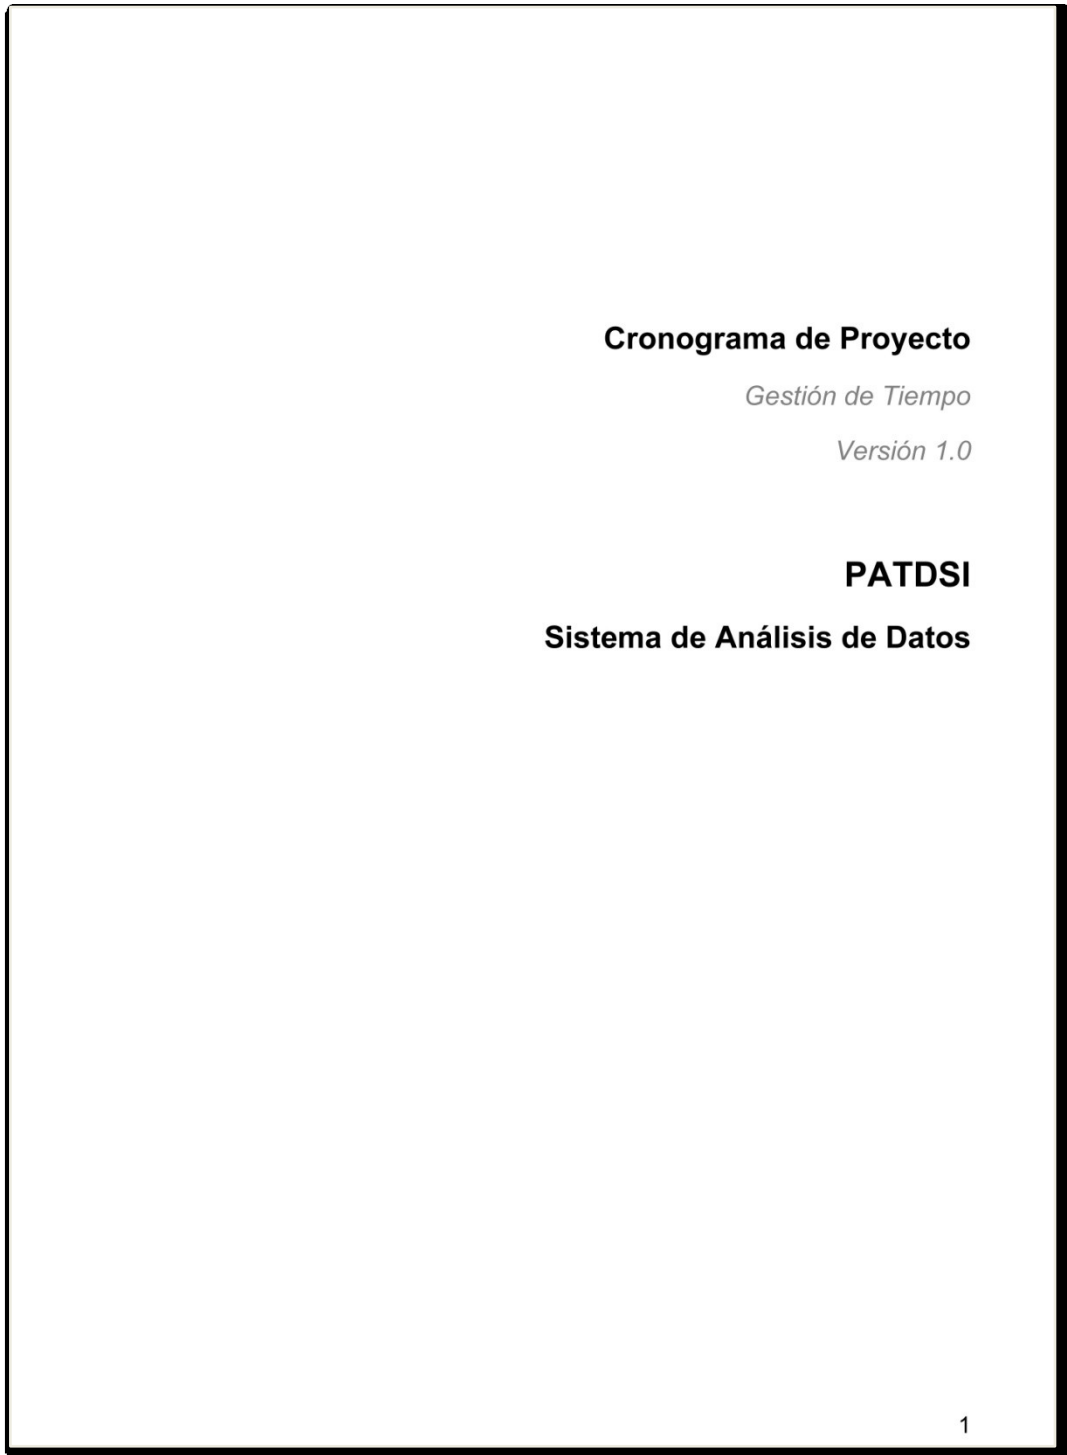 Cronograma de Proyecto
Gestión de Tiempo
Versión 1.0
PATDSI
Sistema de Análisis de Datos
1